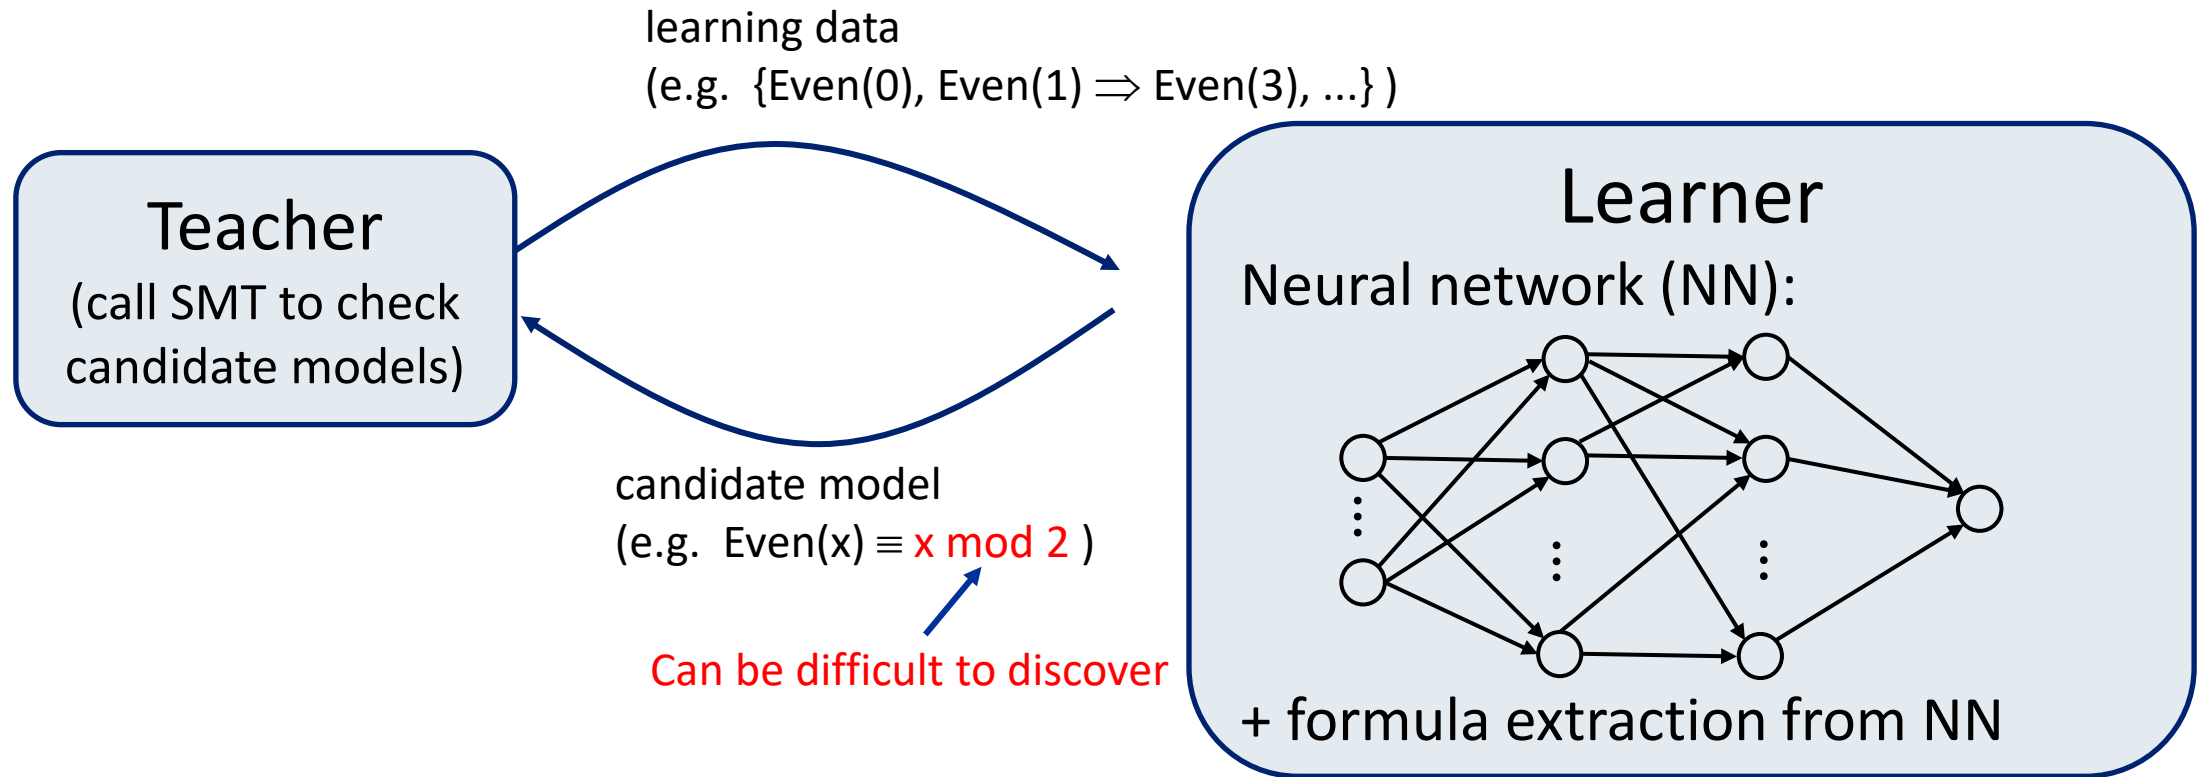 learning data
(e.g. {Even(0), Even(1) ⟹ Even(3), ...} )
Teacher
(call SMT to check
candidate models)
candidate model
(e.g. Even(x) ≡ x mod 2 )
Can be difficult to discover
Learner
Neural network (NN):
+ formula extraction from NN